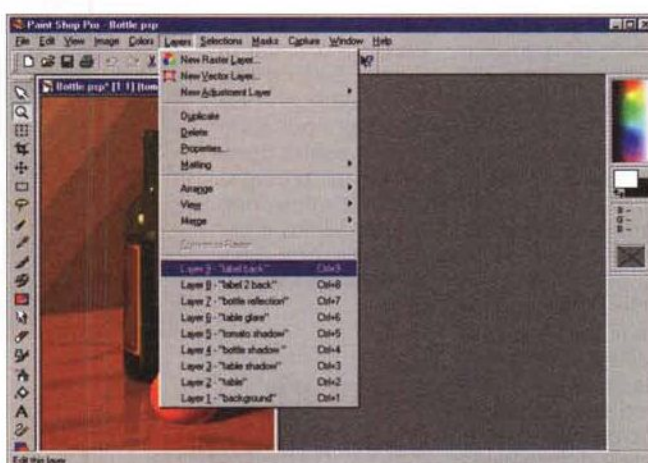 Paint Shop Pro - Bottle psp
File Edit View Image Colors Layers Selections Masks Capture Window Help
Bottle psp* [1:1] (tom
New Raster Layer...
New Vector Layer...
New Adjustment Layer
Duplicate
Delete
Properties...
Matting
Arrange
View
Merge
Layer 9 - "label back" Ctrl+9
Layer 8 - "label 2 back" Ctrl+8
Layer 7 - "bottle reflection" Ctrl+7
Layer 6 - "table glare" Ctrl+6
Layer 5 - "tomato shadow" Ctrl+5
Layer 4 - "bottle shadow " Ctrl+4
Layer 3 - "table shadow" Ctrl+3
Layer 2 - "table" Ctrl+2
Layer 1 - "background" Ctrl+1
Edit this layer